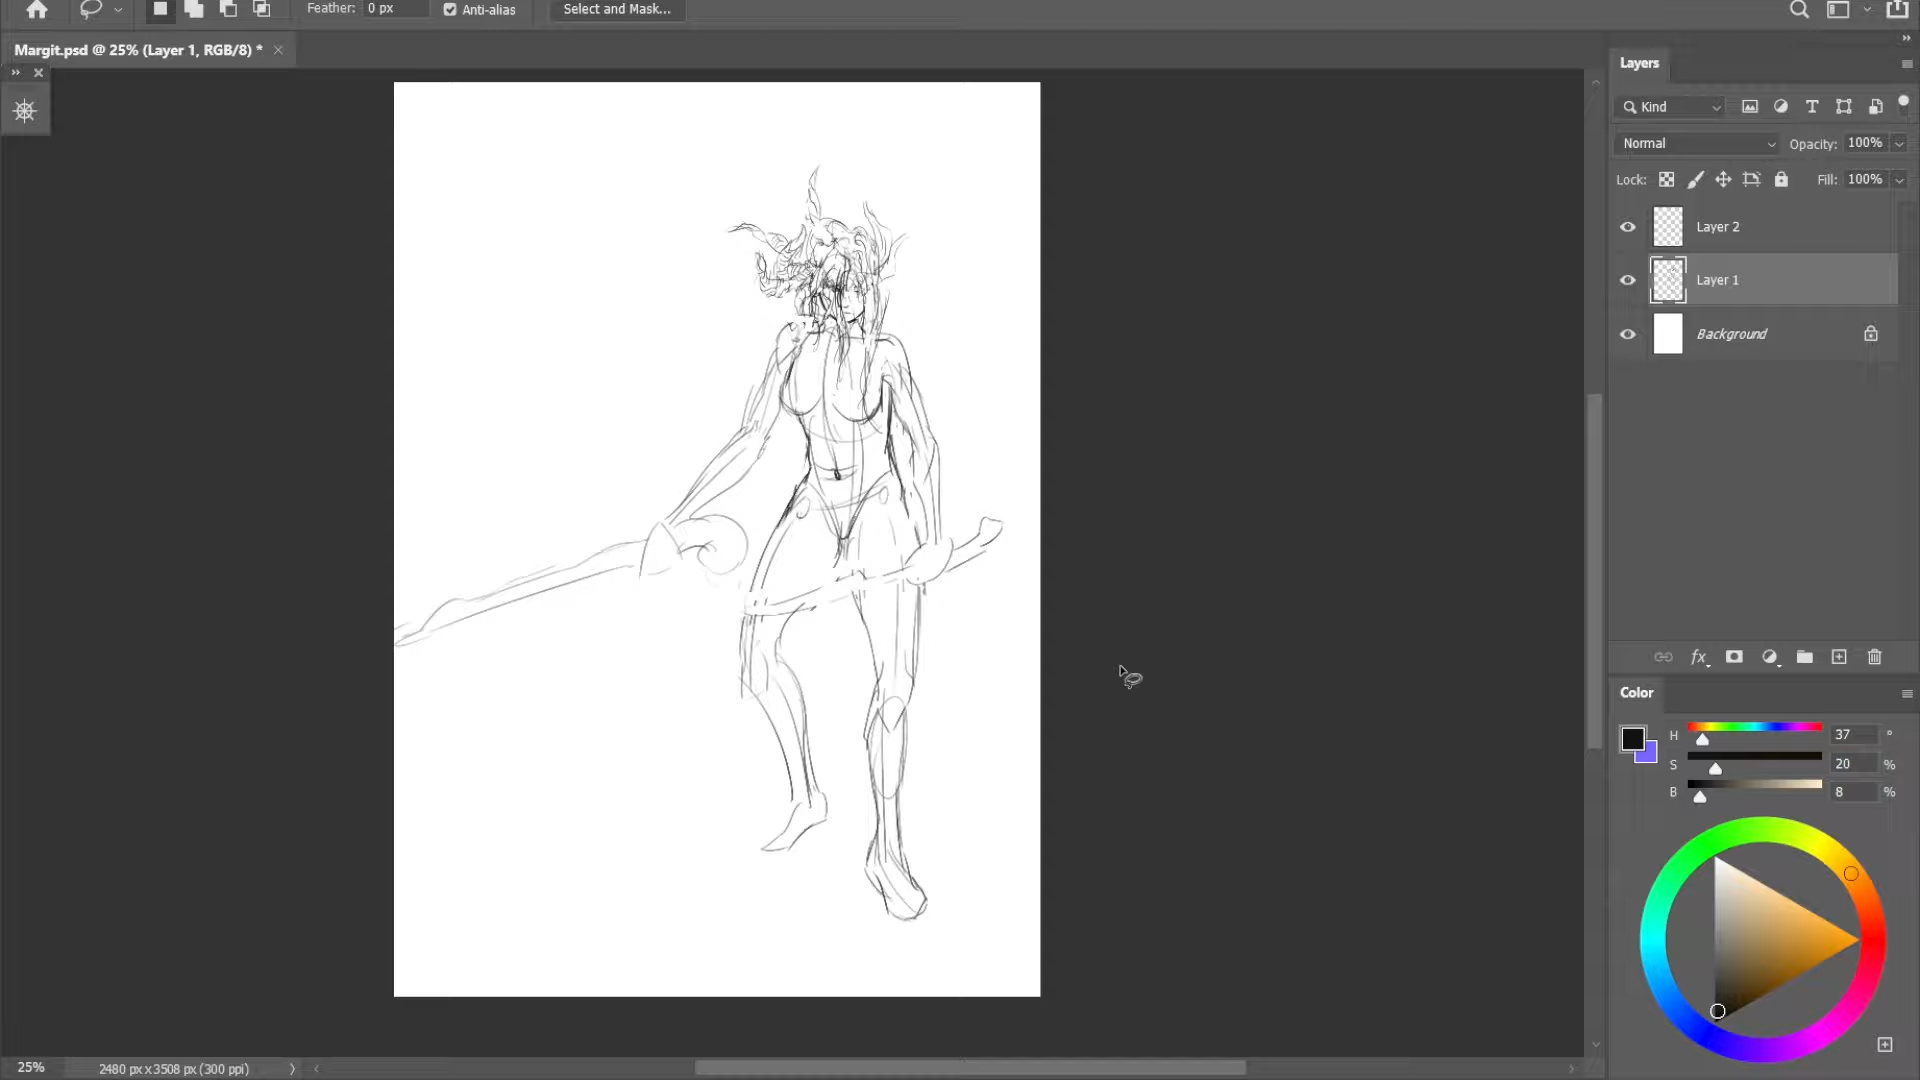 Feather: 0 px Anti-alias Select and Mask...
Margit.psd @ 25% (Layer 1, RGB/8) *
Layers
Kind
Normal Opacity: 100%
Lock: Fill: 100%
Layer 2
Layer 1
Background
fx
Color
H 37 °
S 20 %
B 8 %
25% 2480 px x 3508 px (300 ppi)